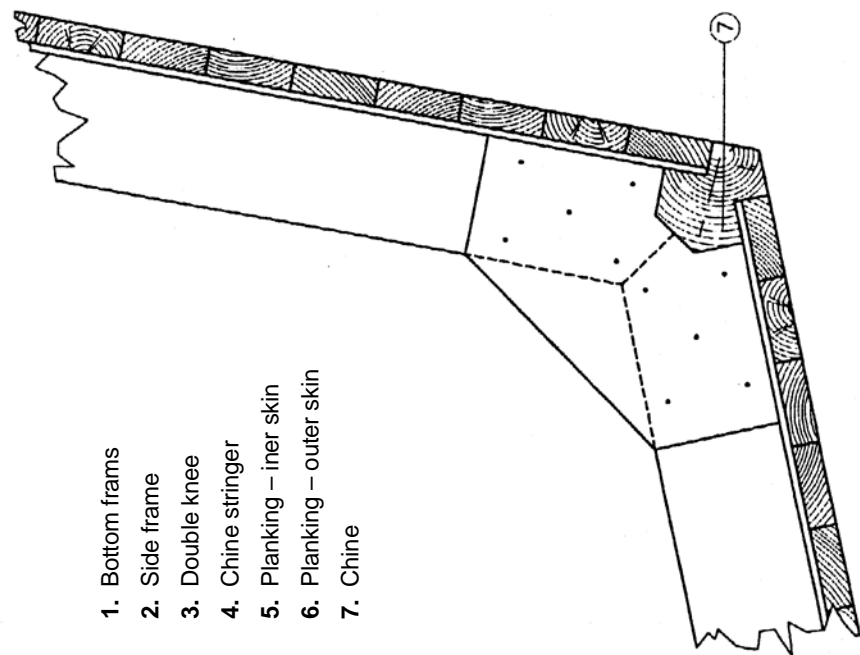 1. Bottom frams
2. Side frame
3. Double knee
4. Chine stringer
5. Planking – iner skin
6. Planking – outer skin
7. Chine
7